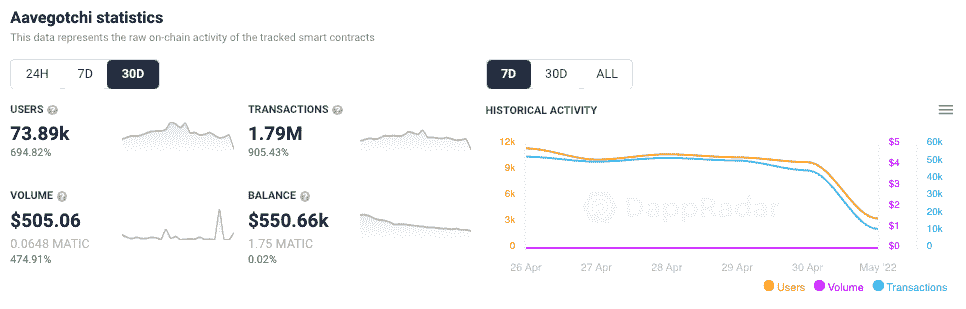 Aavegotchi statistics
This data represents the raw on-chain activity of the tracked smart contracts
24H 7D 30D
USERS ?
73.89k
694.82%
TRANSACTIONS ?
1.79M
905.43%
VOLUME ?
$505.06
0.0648 MATIC
474.91%
BALANCE ?
$550.66k
1.75 MATIC
0.02%
7D 30D ALL
HISTORICAL ACTIVITY
12k $5 60k
9k $4 50k
40k
6k $3 30k
$2 20k
3k $1 10k
0 $0 0
DappRadar
26 Apr 27 Apr 28 Apr 29 Apr 30 Apr May '22
Users Volume Transactions